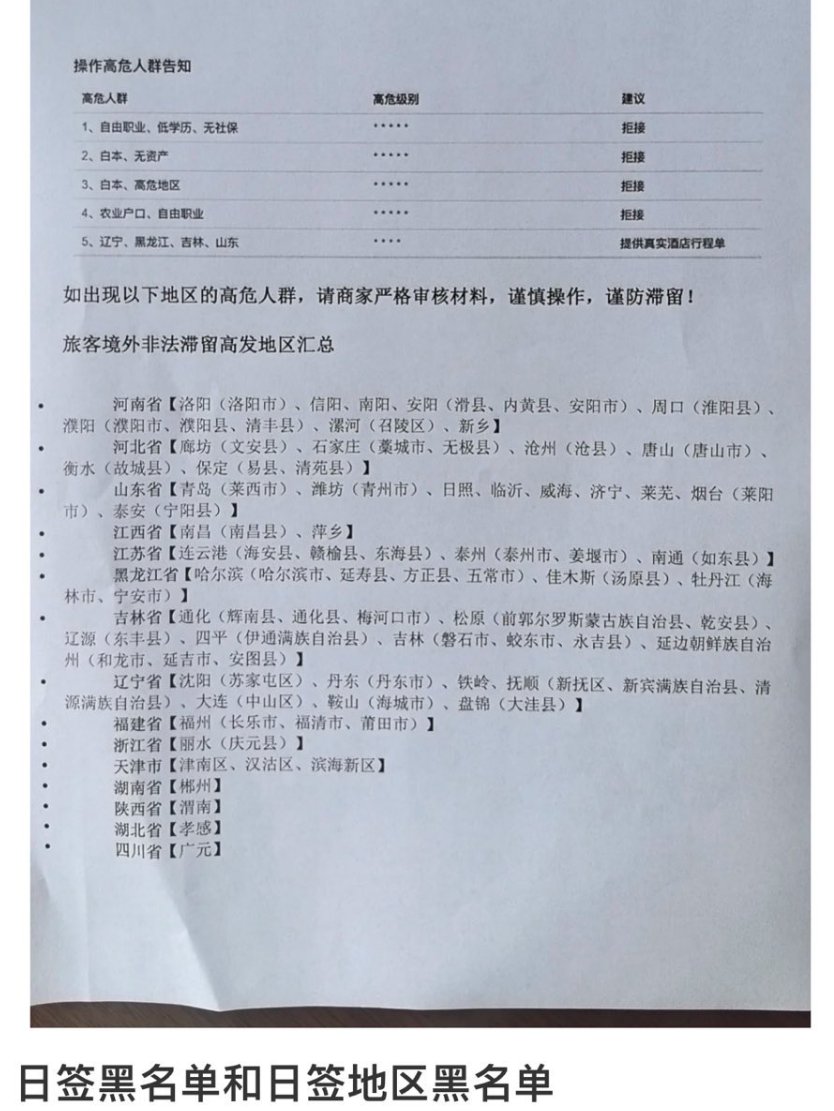 操作高危人群告知
高危人群 高危级别 建议
1、自由职业、低学历、无社保 ***** 拒接
2、白本、无资产 ***** 拒接
3、白本、高危地区 ***** 拒接
4、农业户口、自由职业 ***** 拒接
5、辽宁、黑龙江、吉林、山东 **** 提供真实酒店行程单
如出现以下地区的高危人群，请商家严格审核材料，谨慎操作，谨防滞留！
旅客境外非法滞留高发地区汇总
• 河南省【洛阳（洛阳市）、信阳、南阳、安阳（滑县、内黄县、安阳市）、周口（淮阳县）、
濮阳（濮阳市、濮阳县、清丰县）、漯河（召陵区）、新乡】
• 河北省【廊坊（文安县）、石家庄（藁城市、无极县）、沧州（沧县）、唐山（唐山市）、
衡水（故城县）、保定（易县、清苑县）】
• 山东省【青岛（莱西市）、潍坊（青州市）、日照、临沂、威海、济宁、莱芜、烟台（莱阳
市）、泰安（宁阳县）】
• 江西省【南昌（南昌县）、萍乡】
• 江苏省【连云港（海安县、赣榆县、东海县）、泰州（泰州市、姜堰市）、南通（如东县）】
• 黑龙江省【哈尔滨（哈尔滨市、延寿县、方正县、五常市）、佳木斯（汤原县）、牡丹江（海
林市、宁安市）】
• 吉林省【通化（辉南县、通化县、梅河口市）、松原（前郭尔罗斯蒙古族自治县、乾安县）、
辽源（东丰县）、四平（伊通满族自治县）、吉林（磐石市、蛟东市、永吉县）、延边朝鲜族自治
州（和龙市、延吉市、安图县）】
• 辽宁省【沈阳（苏家屯区）、丹东（丹东市）、铁岭、抚顺（新抚区、新宾满族自治县、清
源满族自治县）、大连（中山区）、鞍山（海城市）、盘锦（大洼县）】
• 福建省【福州（长乐市、福清市、莆田市）】
• 浙江省【丽水（庆元县）】
• 天津市【津南区、汉沽区、滨海新区】
• 湖南省【郴州】
• 陕西省【渭南】
• 湖北省【孝感】
• 四川省【广元】
日签黑名单和日签地区黑名单